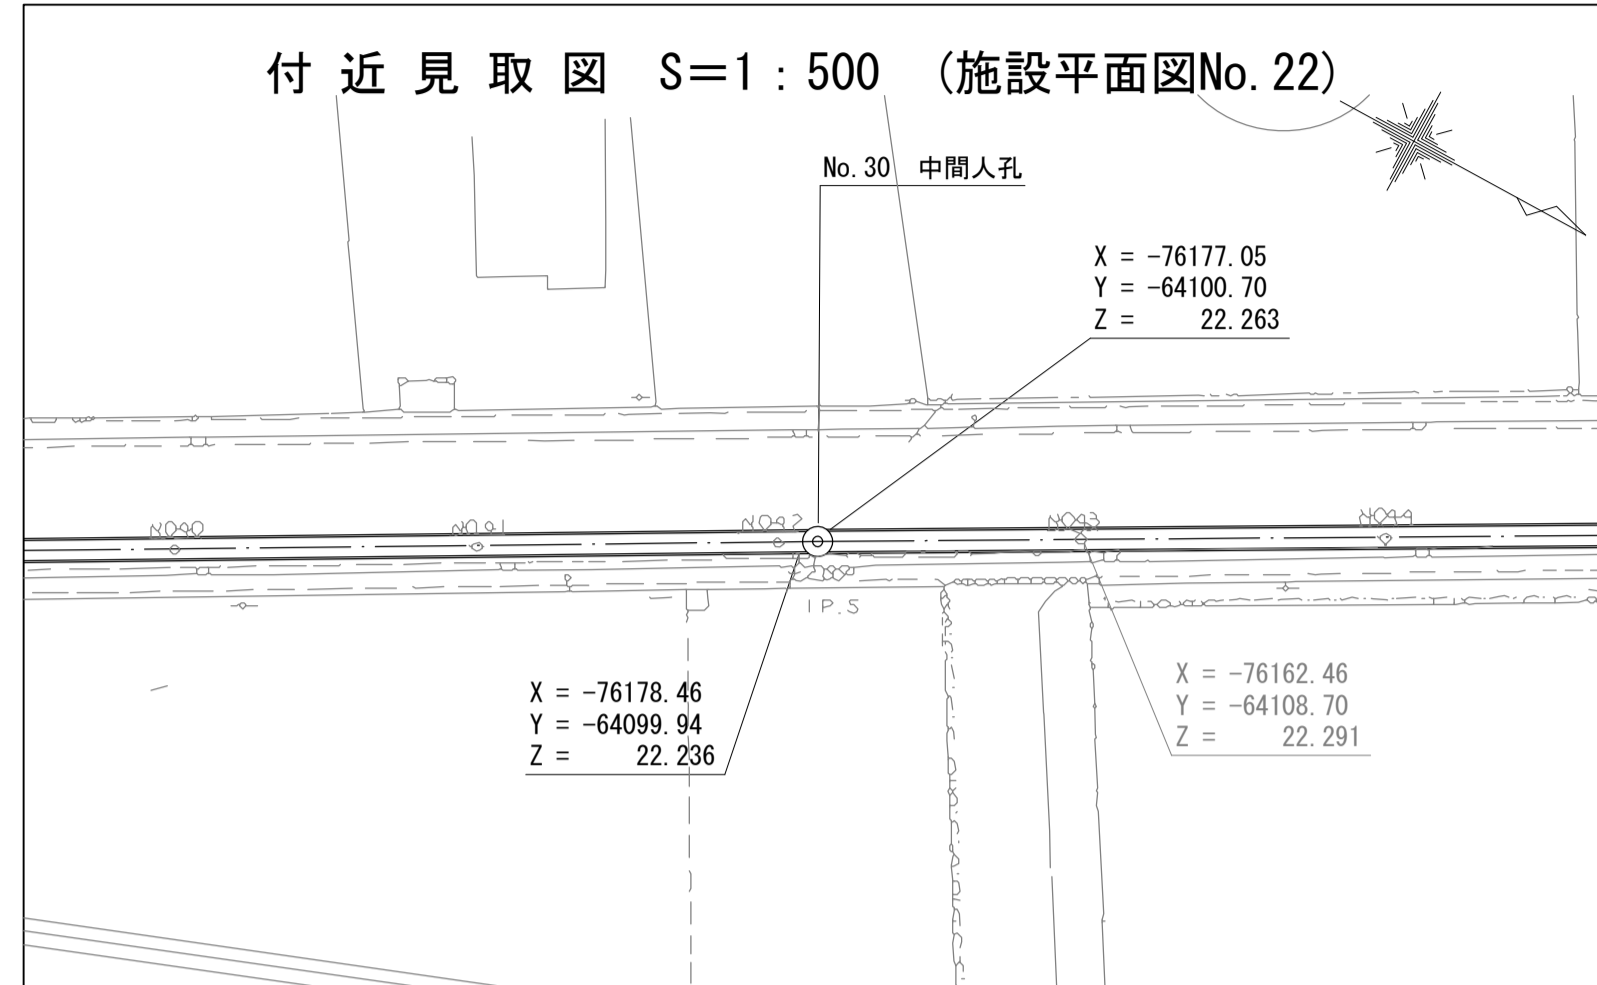 付近見取図 S=1:500 (施設平面図No.22)
No.30 中間人孔
X = -76177.05
Y = -64100.70
Z = 22.263
IP.5
X = -76178.46
Y = -64099.94
Z = 22.236
X = -76162.46
Y = -64108.70
Z = 22.291